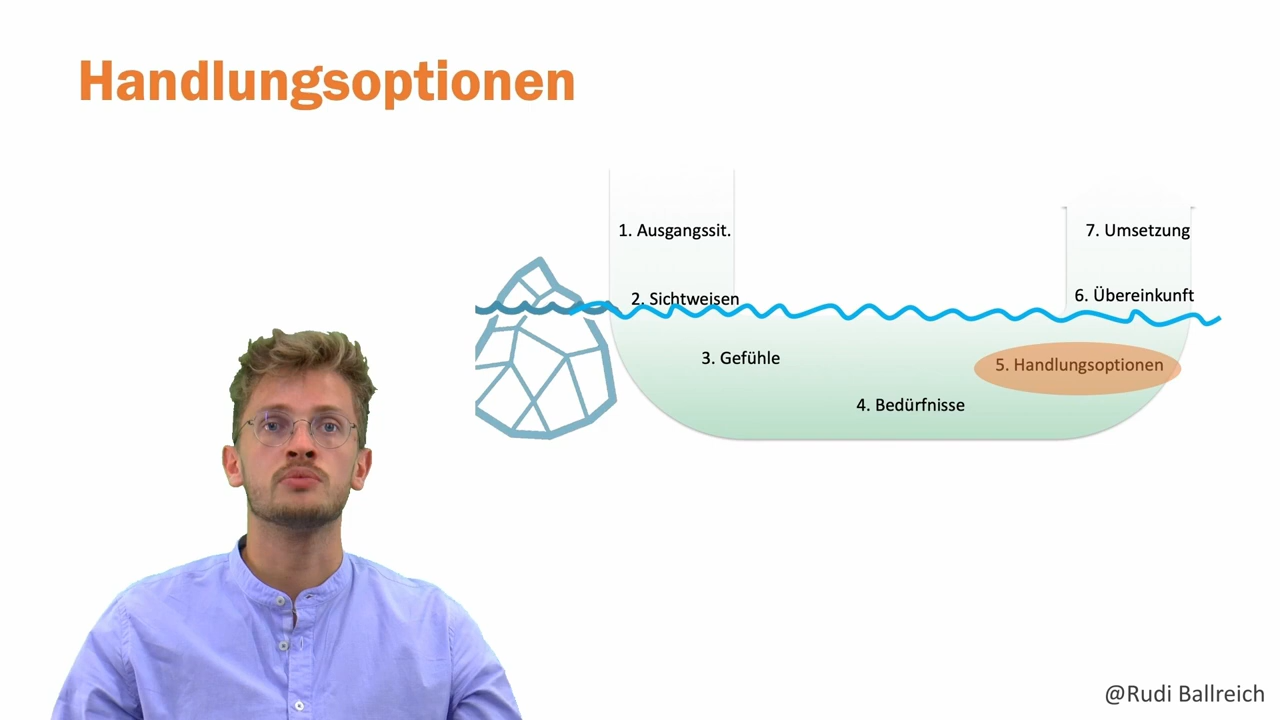 Handlungsoptionen
1. Ausgangssit.
7. Umsetzung
2. Sichtweisen
6. Übereinkunft
3. Gefühle
5. Handlungsoptionen
4. Bedürfnisse
@Rudi Ballreich